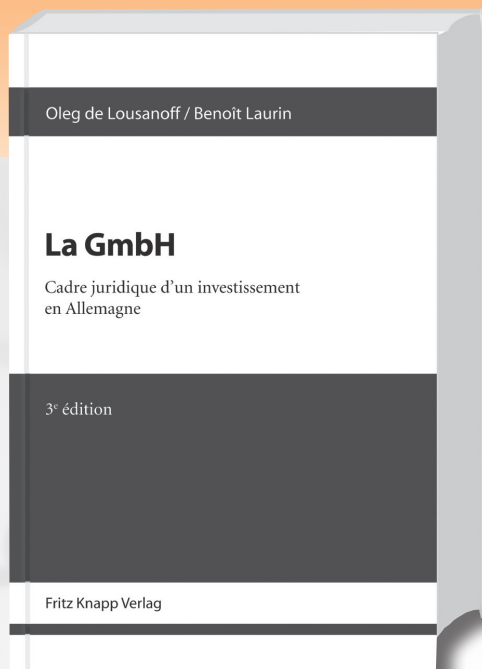 Oleg de Lousanoff / Benoît Laurin
La GmbH
Cadre juridique d’un investissement
en Allemagne
3e édition
Fritz Knapp Verlag